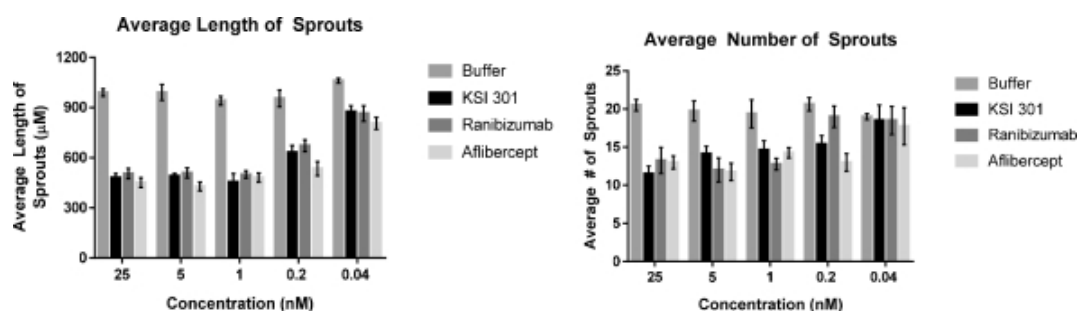 Average Length of Sprouts
Average Length of
Sprouts (µM)
1200
900
600
300
0
25 5 1 0.2 0.04
Concentration (nM)
Buffer
KSI 301
Ranibizumab
Aflibercept
Average Number of Sprouts
Average # of Sprouts
25
20
15
10
5
0
25 5 1 0.2 0.04
Concentration (nM)
Buffer
KSI 301
Ranibizumab
Aflibercept